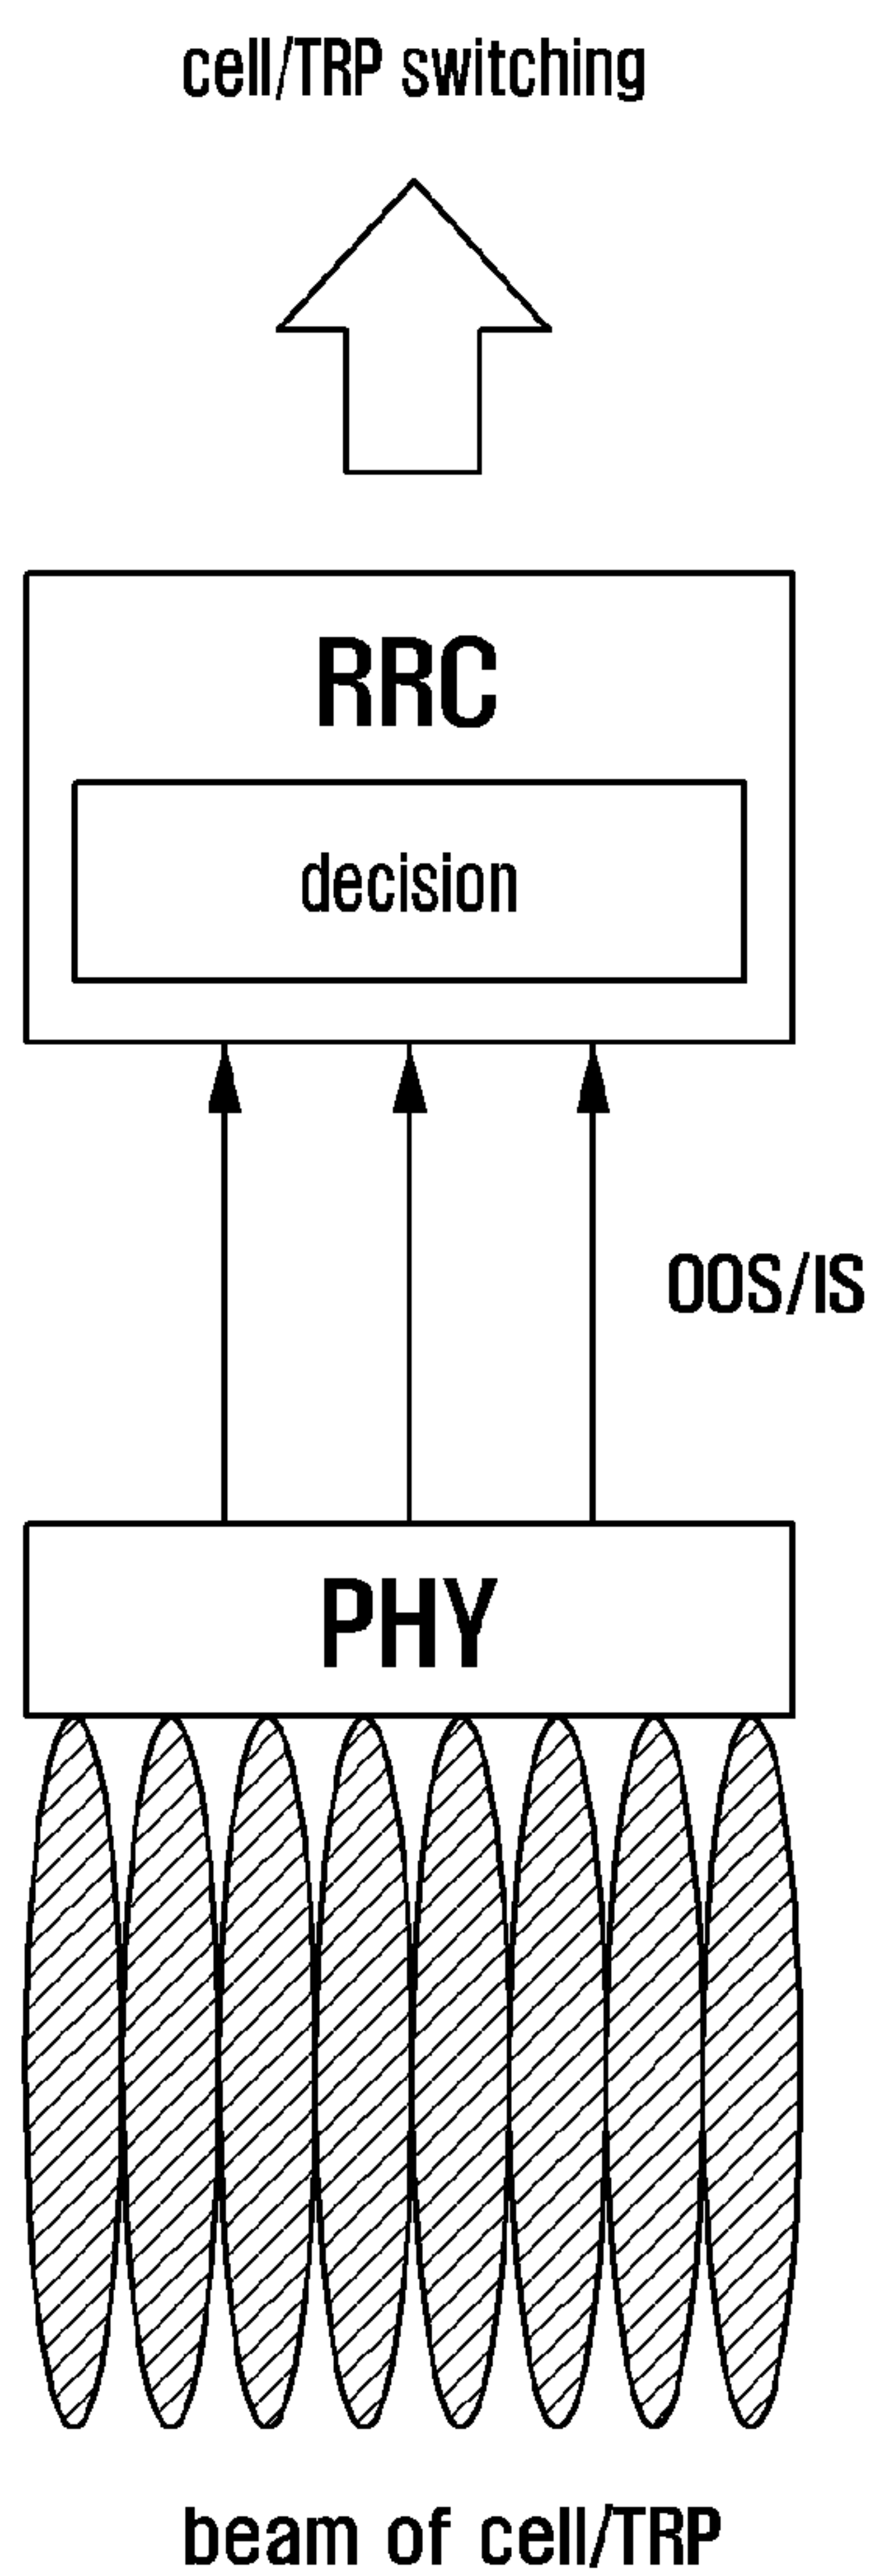 cell/TRP switching
RRC
decision
OOS/IS
PHY
beam of cell/TRP